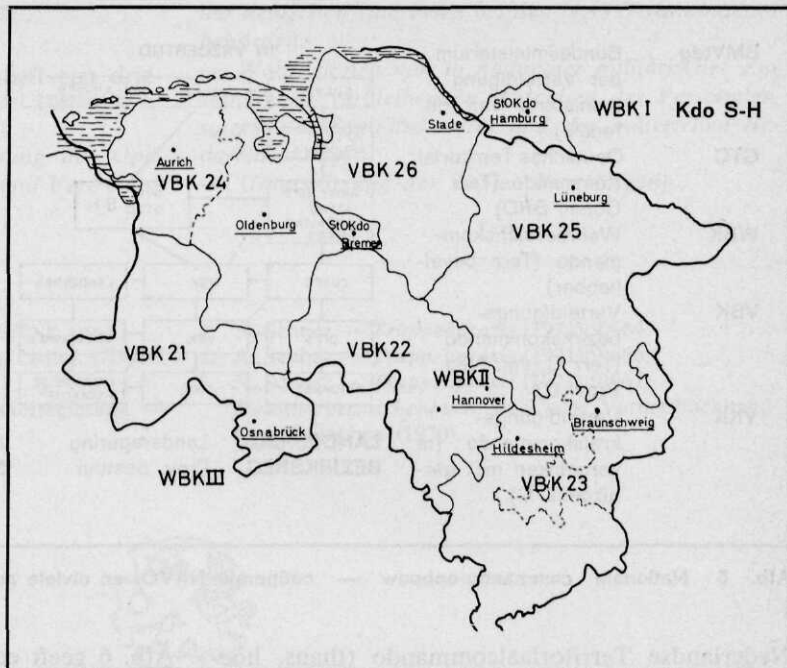 StOKdo
Hamburg
WBK I Kdo S-H
Stade
Aurich
VBK 24
VBK 26
Lüneburg
Oldenburg
StOKdo
Bremen
VBK 25
VBK 21
VBK 22
WBK II
Hannover
Braunschweig
Osnabrück
Hildesheim
WBK III
VBK 23